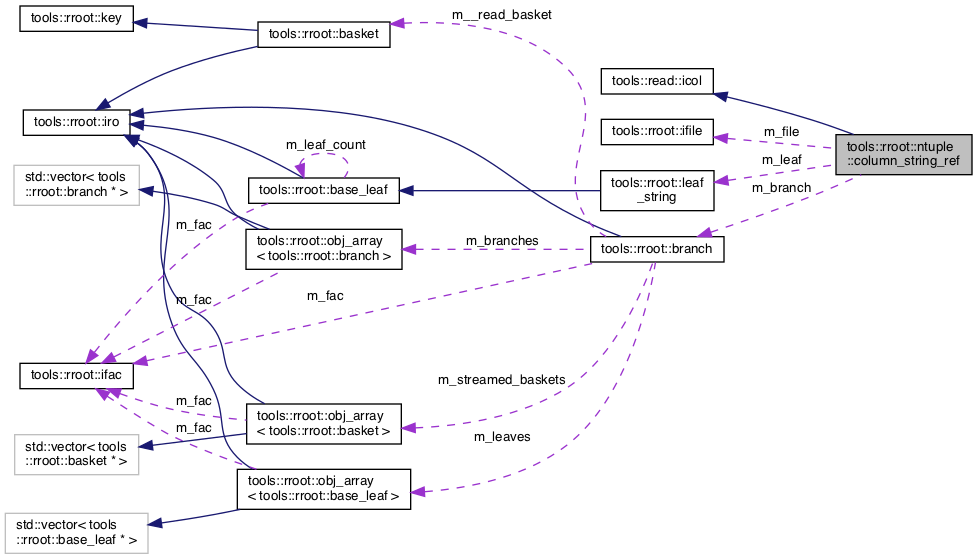 tools::rroot::key
tools::rroot::basket
m__read_basket
tools::read::icol
tools::rroot::iro
tools::rroot::ifile
m_file
tools::rroot::ntuple
::column_string_ref
m_leaf_count
m_leaf
std::vector< tools
::rroot::branch * >
tools::rroot::base_leaf
tools::rroot::leaf
_string
m_branch
m_fac
tools::rroot::obj_array
< tools::rroot::branch >
m_branches
tools::rroot::branch
m_fac
m_fac
tools::rroot::ifac
m_streamed_baskets
m_fac
tools::rroot::obj_array
< tools::rroot::basket >
m_fac
m_leaves
std::vector< tools
::rroot::basket * >
tools::rroot::obj_array
< tools::rroot::base_leaf >
std::vector< tools
::rroot::base_leaf * >